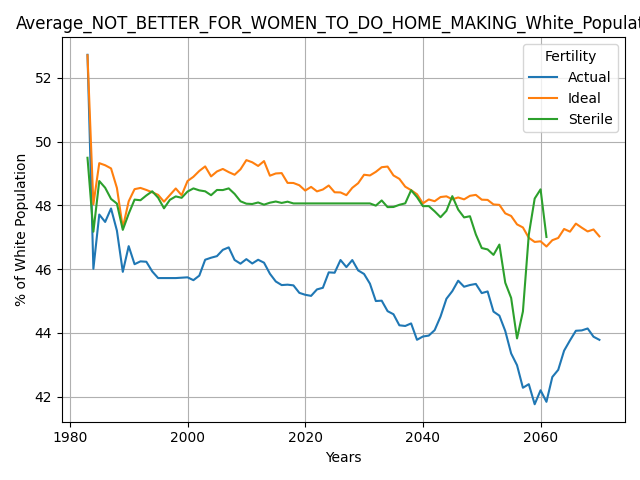 Average_NOT_BETTER_FOR_WOMEN_TO_DO_HOME_MAKING_White_Populat
Fertility
Actual
Ideal
Sterile
% of White Population
52
50
48
46
44
42
1980
2000
2020
2040
2060
Years